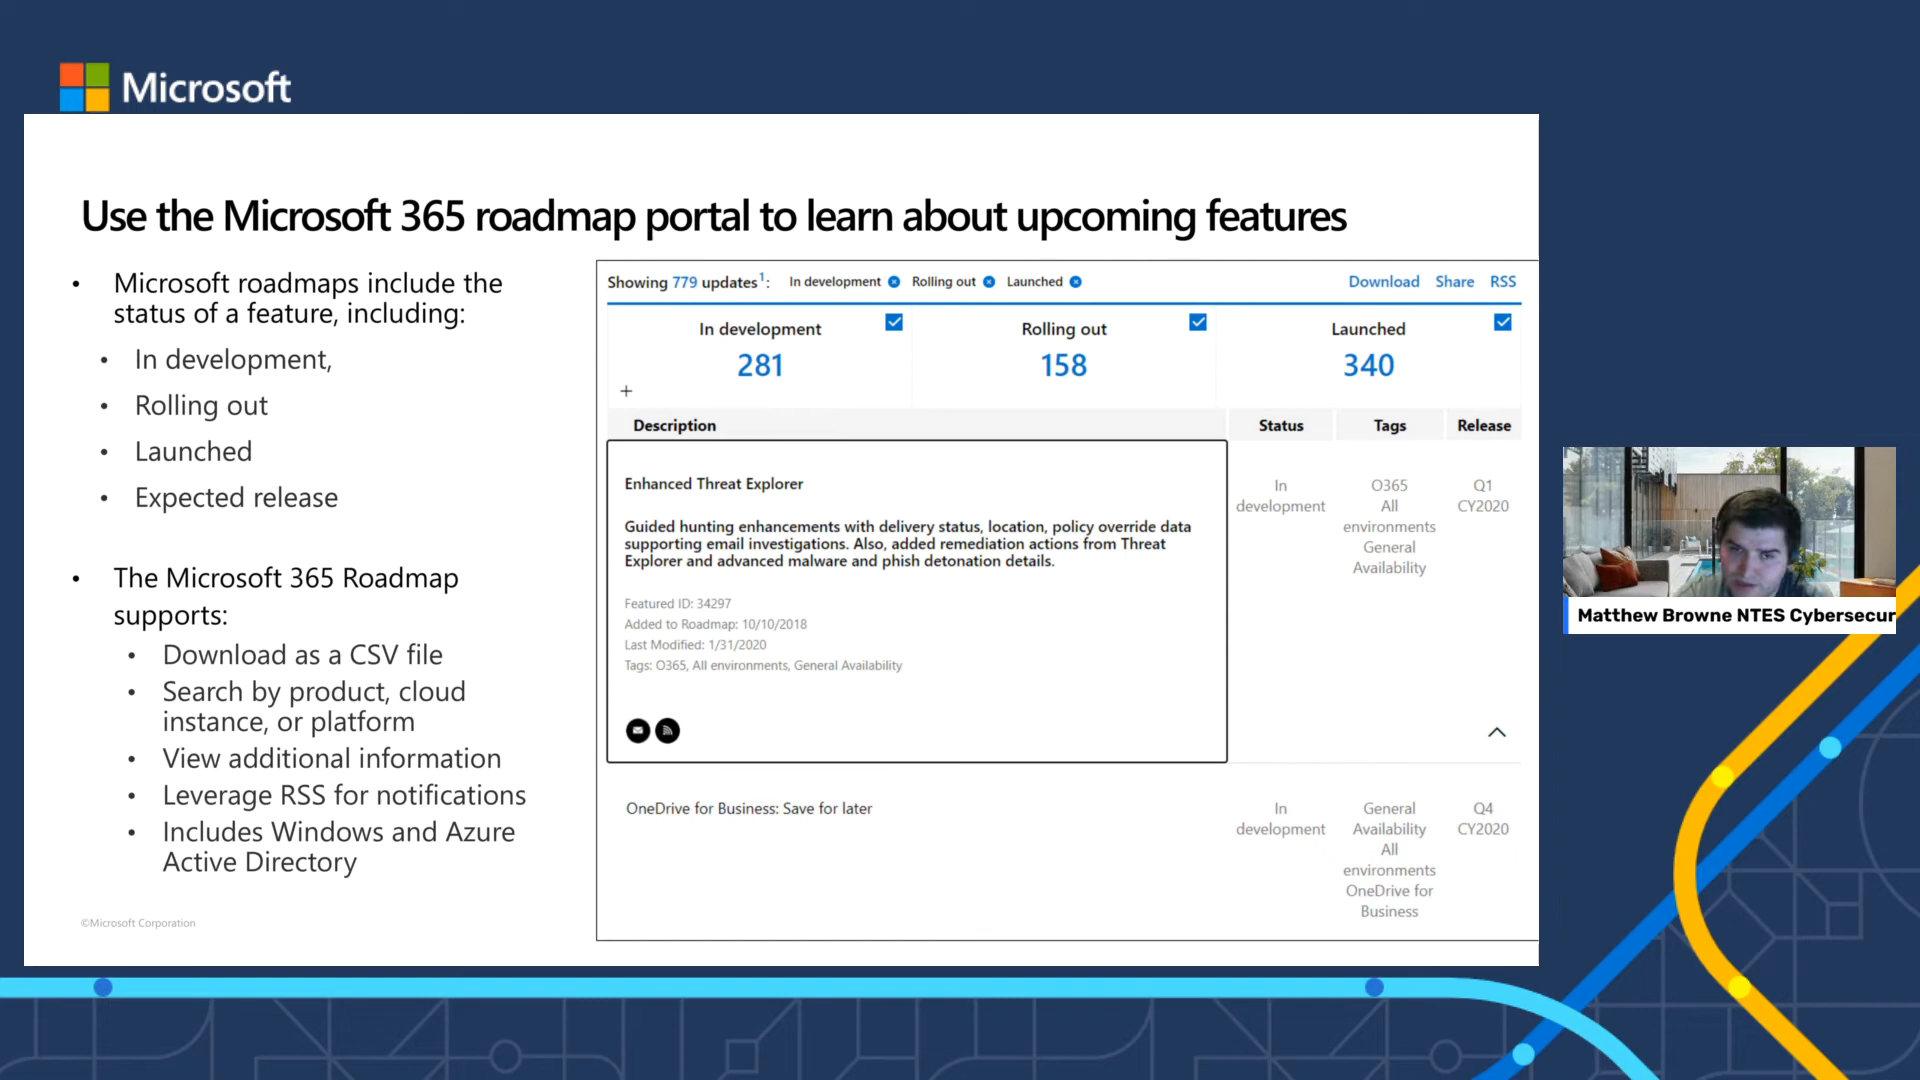 Microsoft
Use the Microsoft 365 roadmap portal to learn about upcoming features
• Microsoft roadmaps include the
status of a feature, including:
• In development,
• Rolling out
• Launched
• Expected release
• The Microsoft 365 Roadmap
supports:
• Download as a CSV file
• Search by product, cloud
instance, or platform
• View additional information
• Leverage RSS for notifications
• Includes Windows and Azure
Active Directory
©Microsoft Corporation
Showing 779 updates1: In development Rolling out Launched Download Share RSS
In development Rolling out Launched
281 158 340
+
Description Status Tags Release
Enhanced Threat Explorer
Guided hunting enhancements with delivery status, location, policy override data
supporting email investigations. Also, added remediation actions from Threat
Explorer and advanced malware and phish detonation details.
Featured ID: 34297
Added to Roadmap: 10/10/2018
Last Modified: 1/31/2020
Tags: O365, All environments, General Availability
In
development
O365
All
environments
General
Availability
Q1
CY2020
OneDrive for Business: Save for later
In
development
General
Availability
All
environments
OneDrive for
Business
Q4
CY2020
Matthew Browne NTES Cybersecur